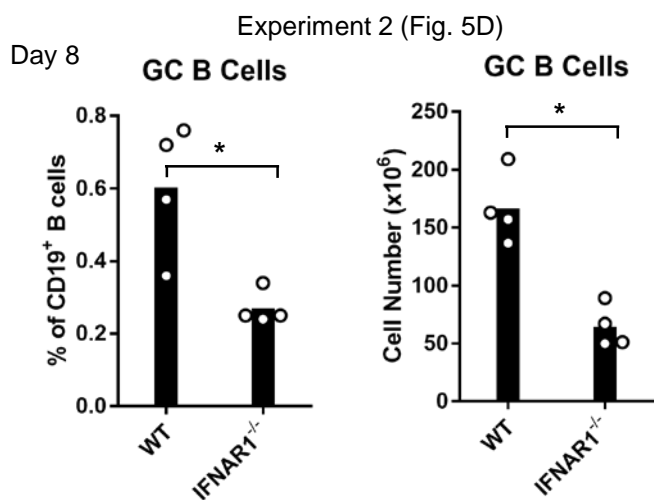 Experiment 2 (Fig. 5D)
Day 8
GC B Cells
% of CD19⁺ B cells
0.8
0.6
0.4
0.2
0.0
*
WT
IFNAR1⁻/⁻
GC B Cells
Cell Number (x10⁶)
250
200
150
100
50
0
*
WT
IFNAR1⁻/⁻